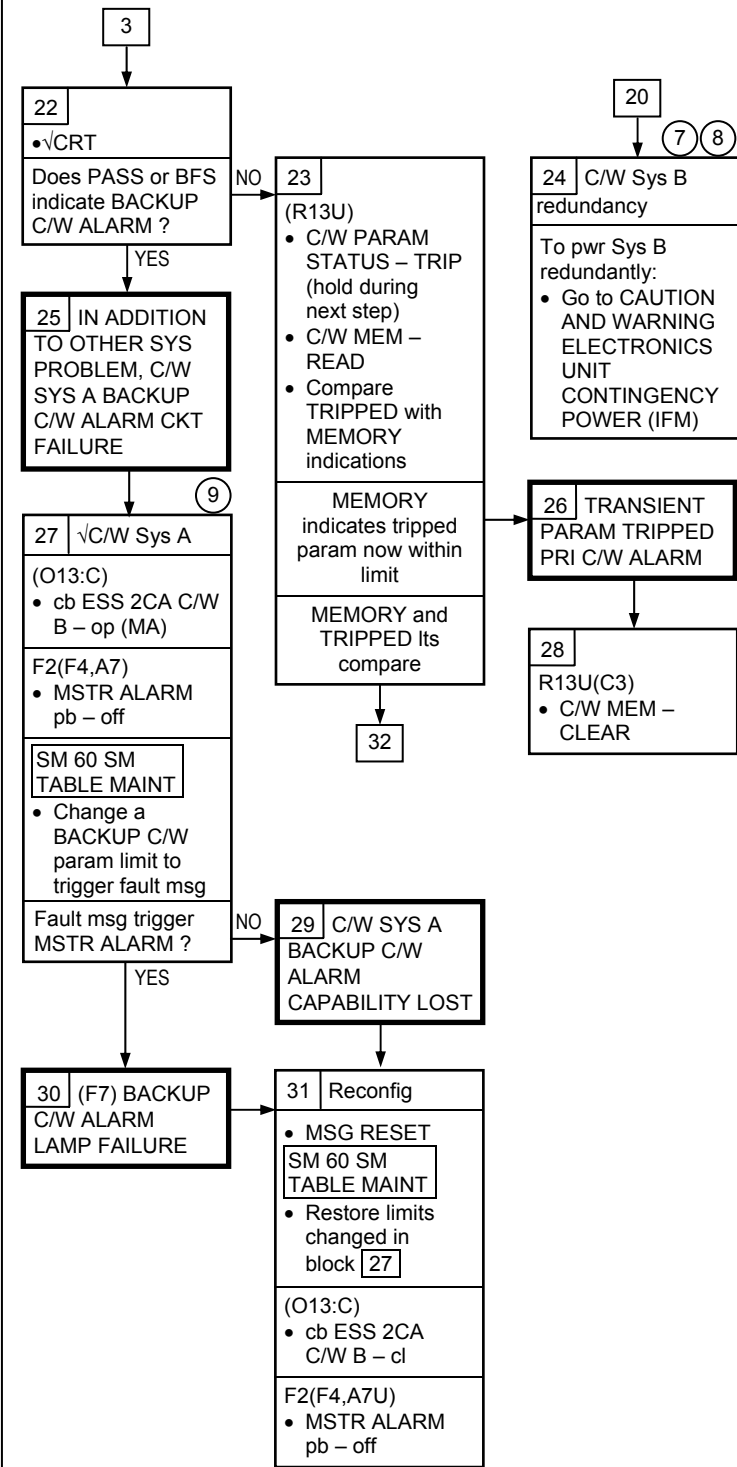 3
22
•√CRT
Does PASS or BFS
indicate BACKUP
C/W ALARM ?
NO
YES
23
(R13U)
• C/W PARAM
STATUS – TRIP
(hold during
next step)
• C/W MEM –
READ
• Compare
TRIPPED with
MEMORY
indications
MEMORY
indicates tripped
param now within
limit
MEMORY and
TRIPPED lts
compare
32
20
7 8
24 C/W Sys B
redundancy
To pwr Sys B
redundantly:
• Go to CAUTION
AND WARNING
ELECTRONICS
UNIT
CONTINGENCY
POWER (IFM)
25 IN ADDITION
TO OTHER SYS
PROBLEM, C/W
SYS A BACKUP
C/W ALARM CKT
FAILURE
26 TRANSIENT
PARAM TRIPPED
PRI C/W ALARM
28
R13U(C3)
• C/W MEM –
CLEAR
9
27 √C/W Sys A
(O13:C)
• cb ESS 2CA C/W
B – op (MA)
F2(F4,A7)
• MSTR ALARM
pb – off
SM 60 SM
TABLE MAINT
• Change a
BACKUP C/W
param limit to
trigger fault msg
Fault msg trigger
MSTR ALARM ?
NO
YES
29 C/W SYS A
BACKUP C/W
ALARM
CAPABILITY LOST
30 (F7) BACKUP
C/W ALARM
LAMP FAILURE
31 Reconfig
• MSG RESET
SM 60 SM
TABLE MAINT
• Restore limits
changed in
block 27
(O13:C)
• cb ESS 2CA
C/W B – cl
F2(F4,A7U)
• MSTR ALARM
pb – off